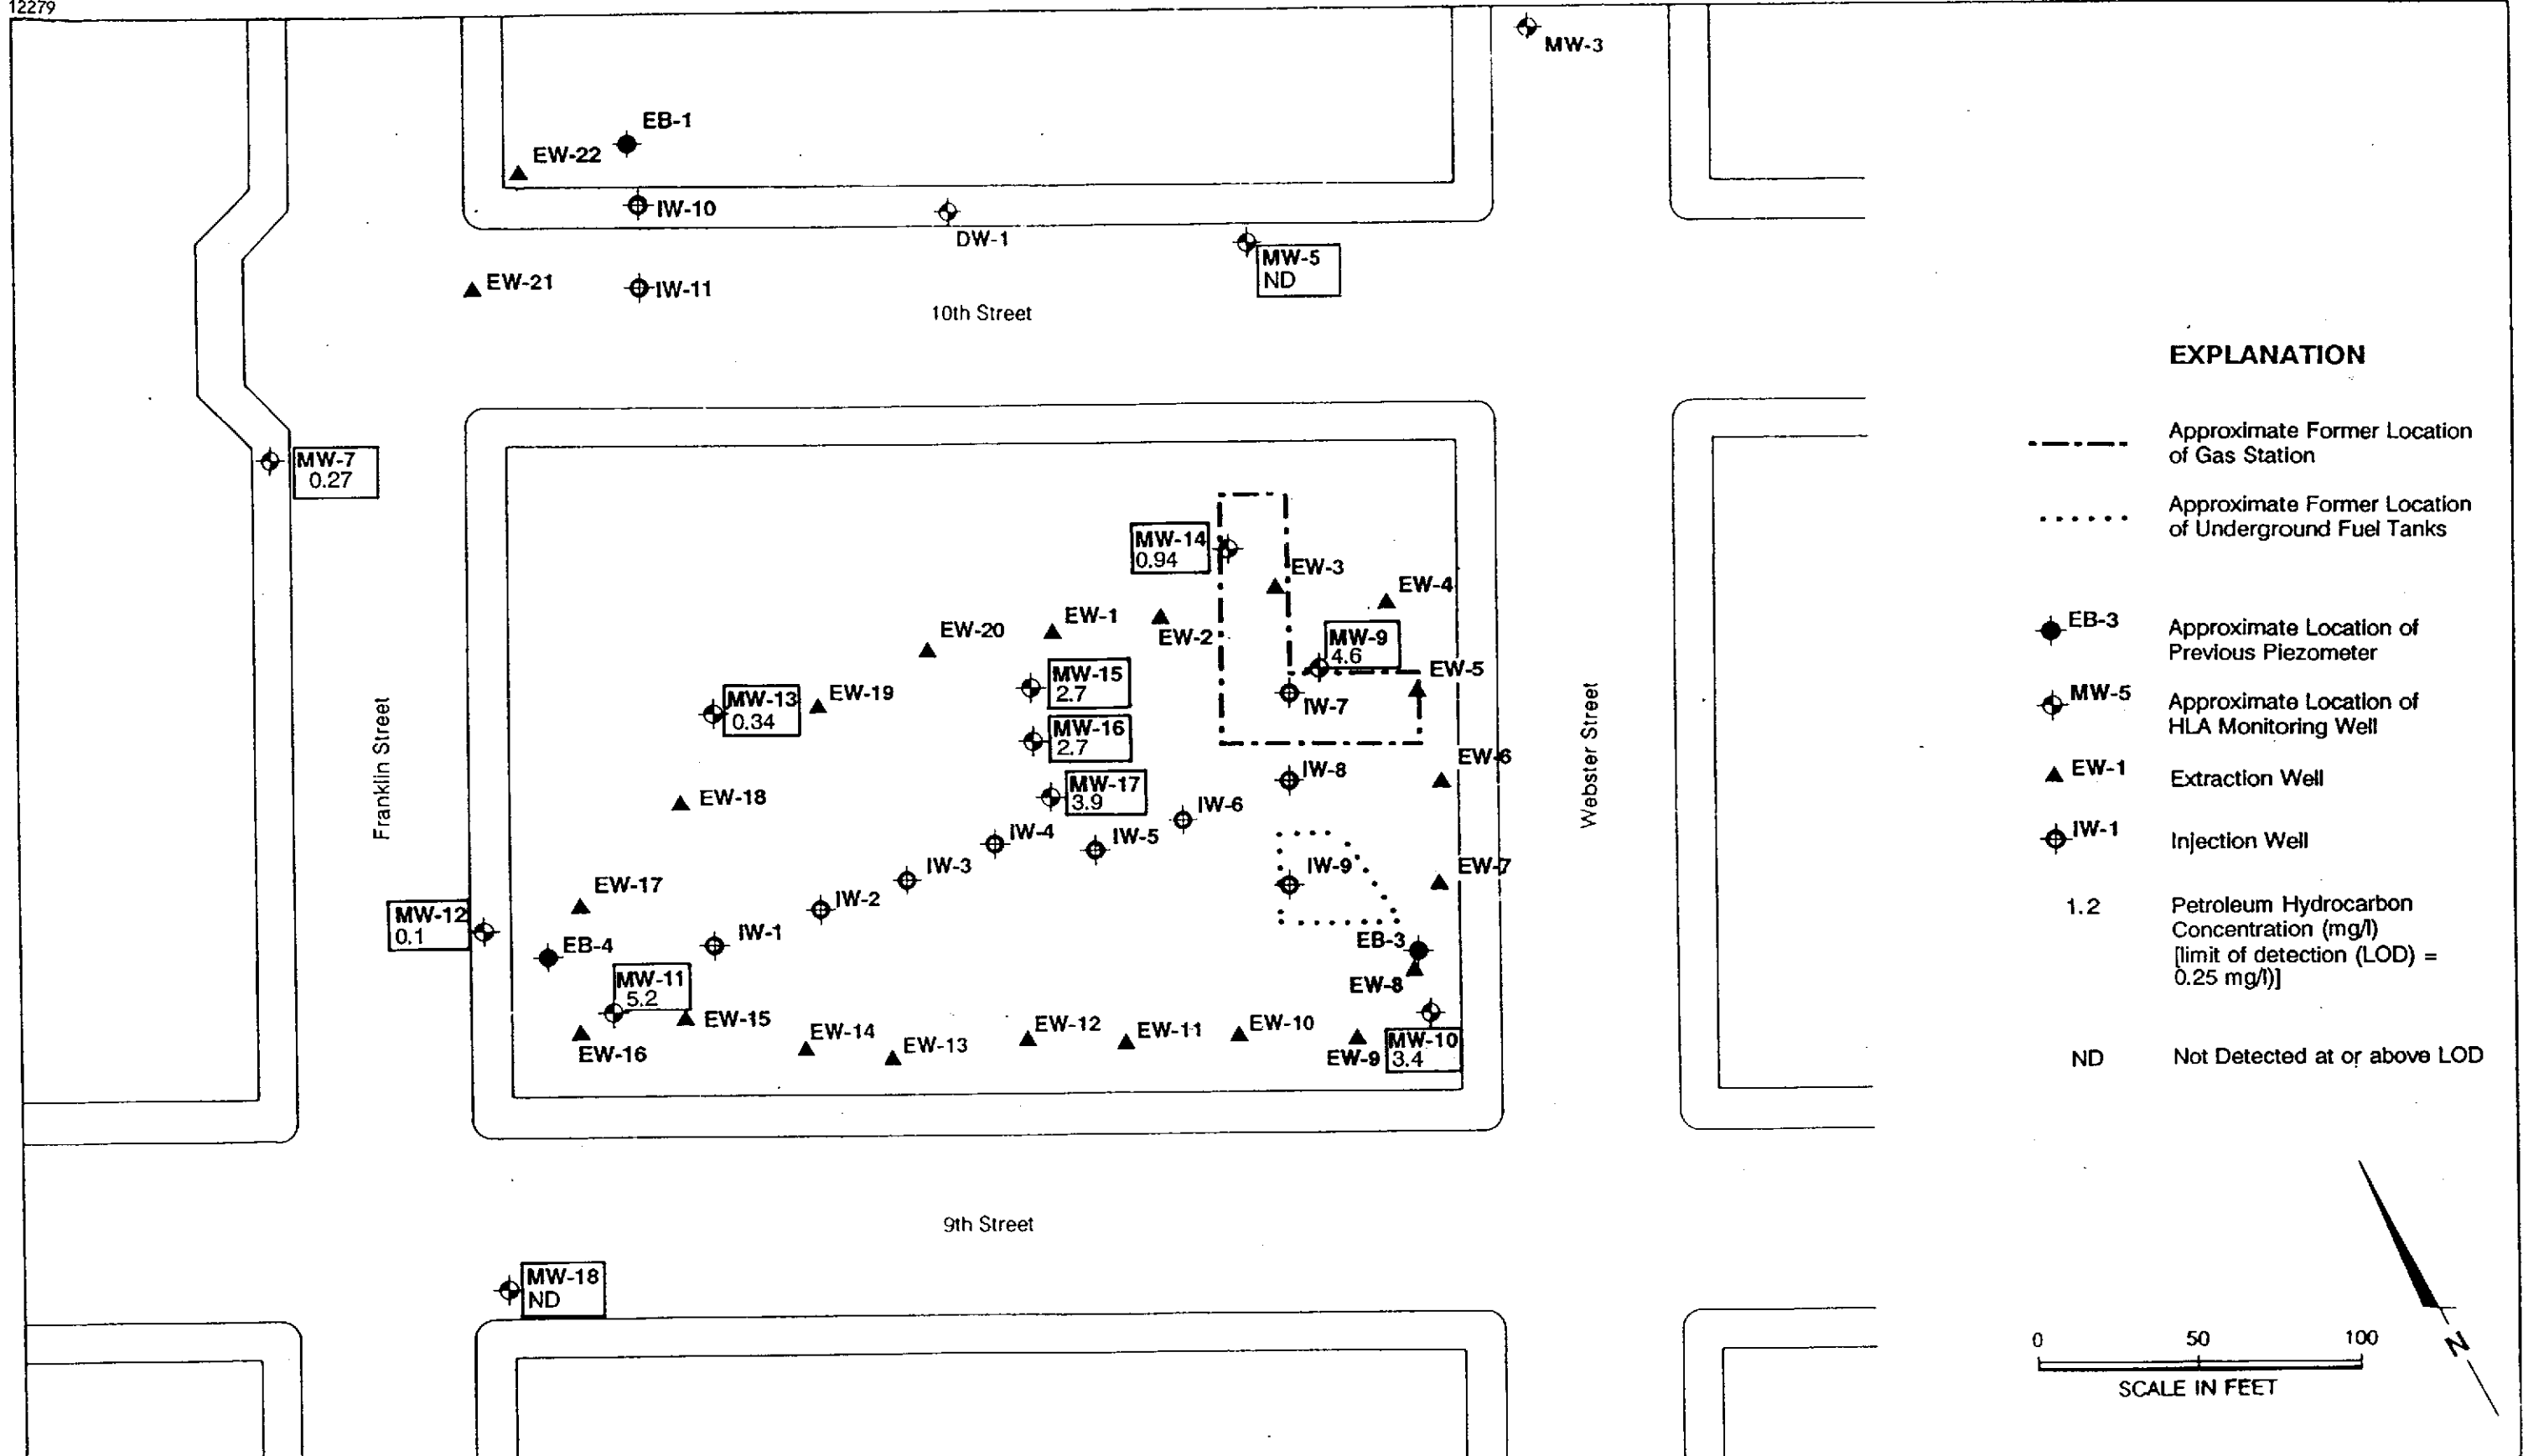 12279
MW-3
EB-1
EW-22
IW-10
DW-1
MW-5
ND
EW-21
IW-11
10th Street
MW-7
0.27
MW-14
0.94
EW-3
EW-4
EW-1
EW-2
EW-20
MW-9
4.6
EW-5
MW-15
2.7
EW-19
MW-13
0.34
IW-7
MW-16
2.7
EW-6
IW-8
MW-17
3.9
EW-18
IW-6
IW-4
IW-5
Franklin Street
Webster Street
IW-3
IW-9
EW-7
EW-17
IW-2
MW-12
0.1
IW-1
EB-4
EB-3
MW-11
5.2
EW-8
EW-15
EW-16
EW-14
EW-13
EW-12
EW-11
EW-10
EW-9
MW-10
3.4
9th Street
MW-18
ND
EXPLANATION
Approximate Former Location
of Gas Station
Approximate Former Location
of Underground Fuel Tanks
EB-3
Approximate Location of
Previous Piezometer
MW-5
Approximate Location of
HLA Monitoring Well
EW-1
Extraction Well
IW-1
Injection Well
1.2
Petroleum Hydrocarbon
Concentration (mg/l)
[limit of detection (LOD) =
0.25 mg/l)]
ND
Not Detected at or above LOD
N
0 50 100
SCALE IN FEET